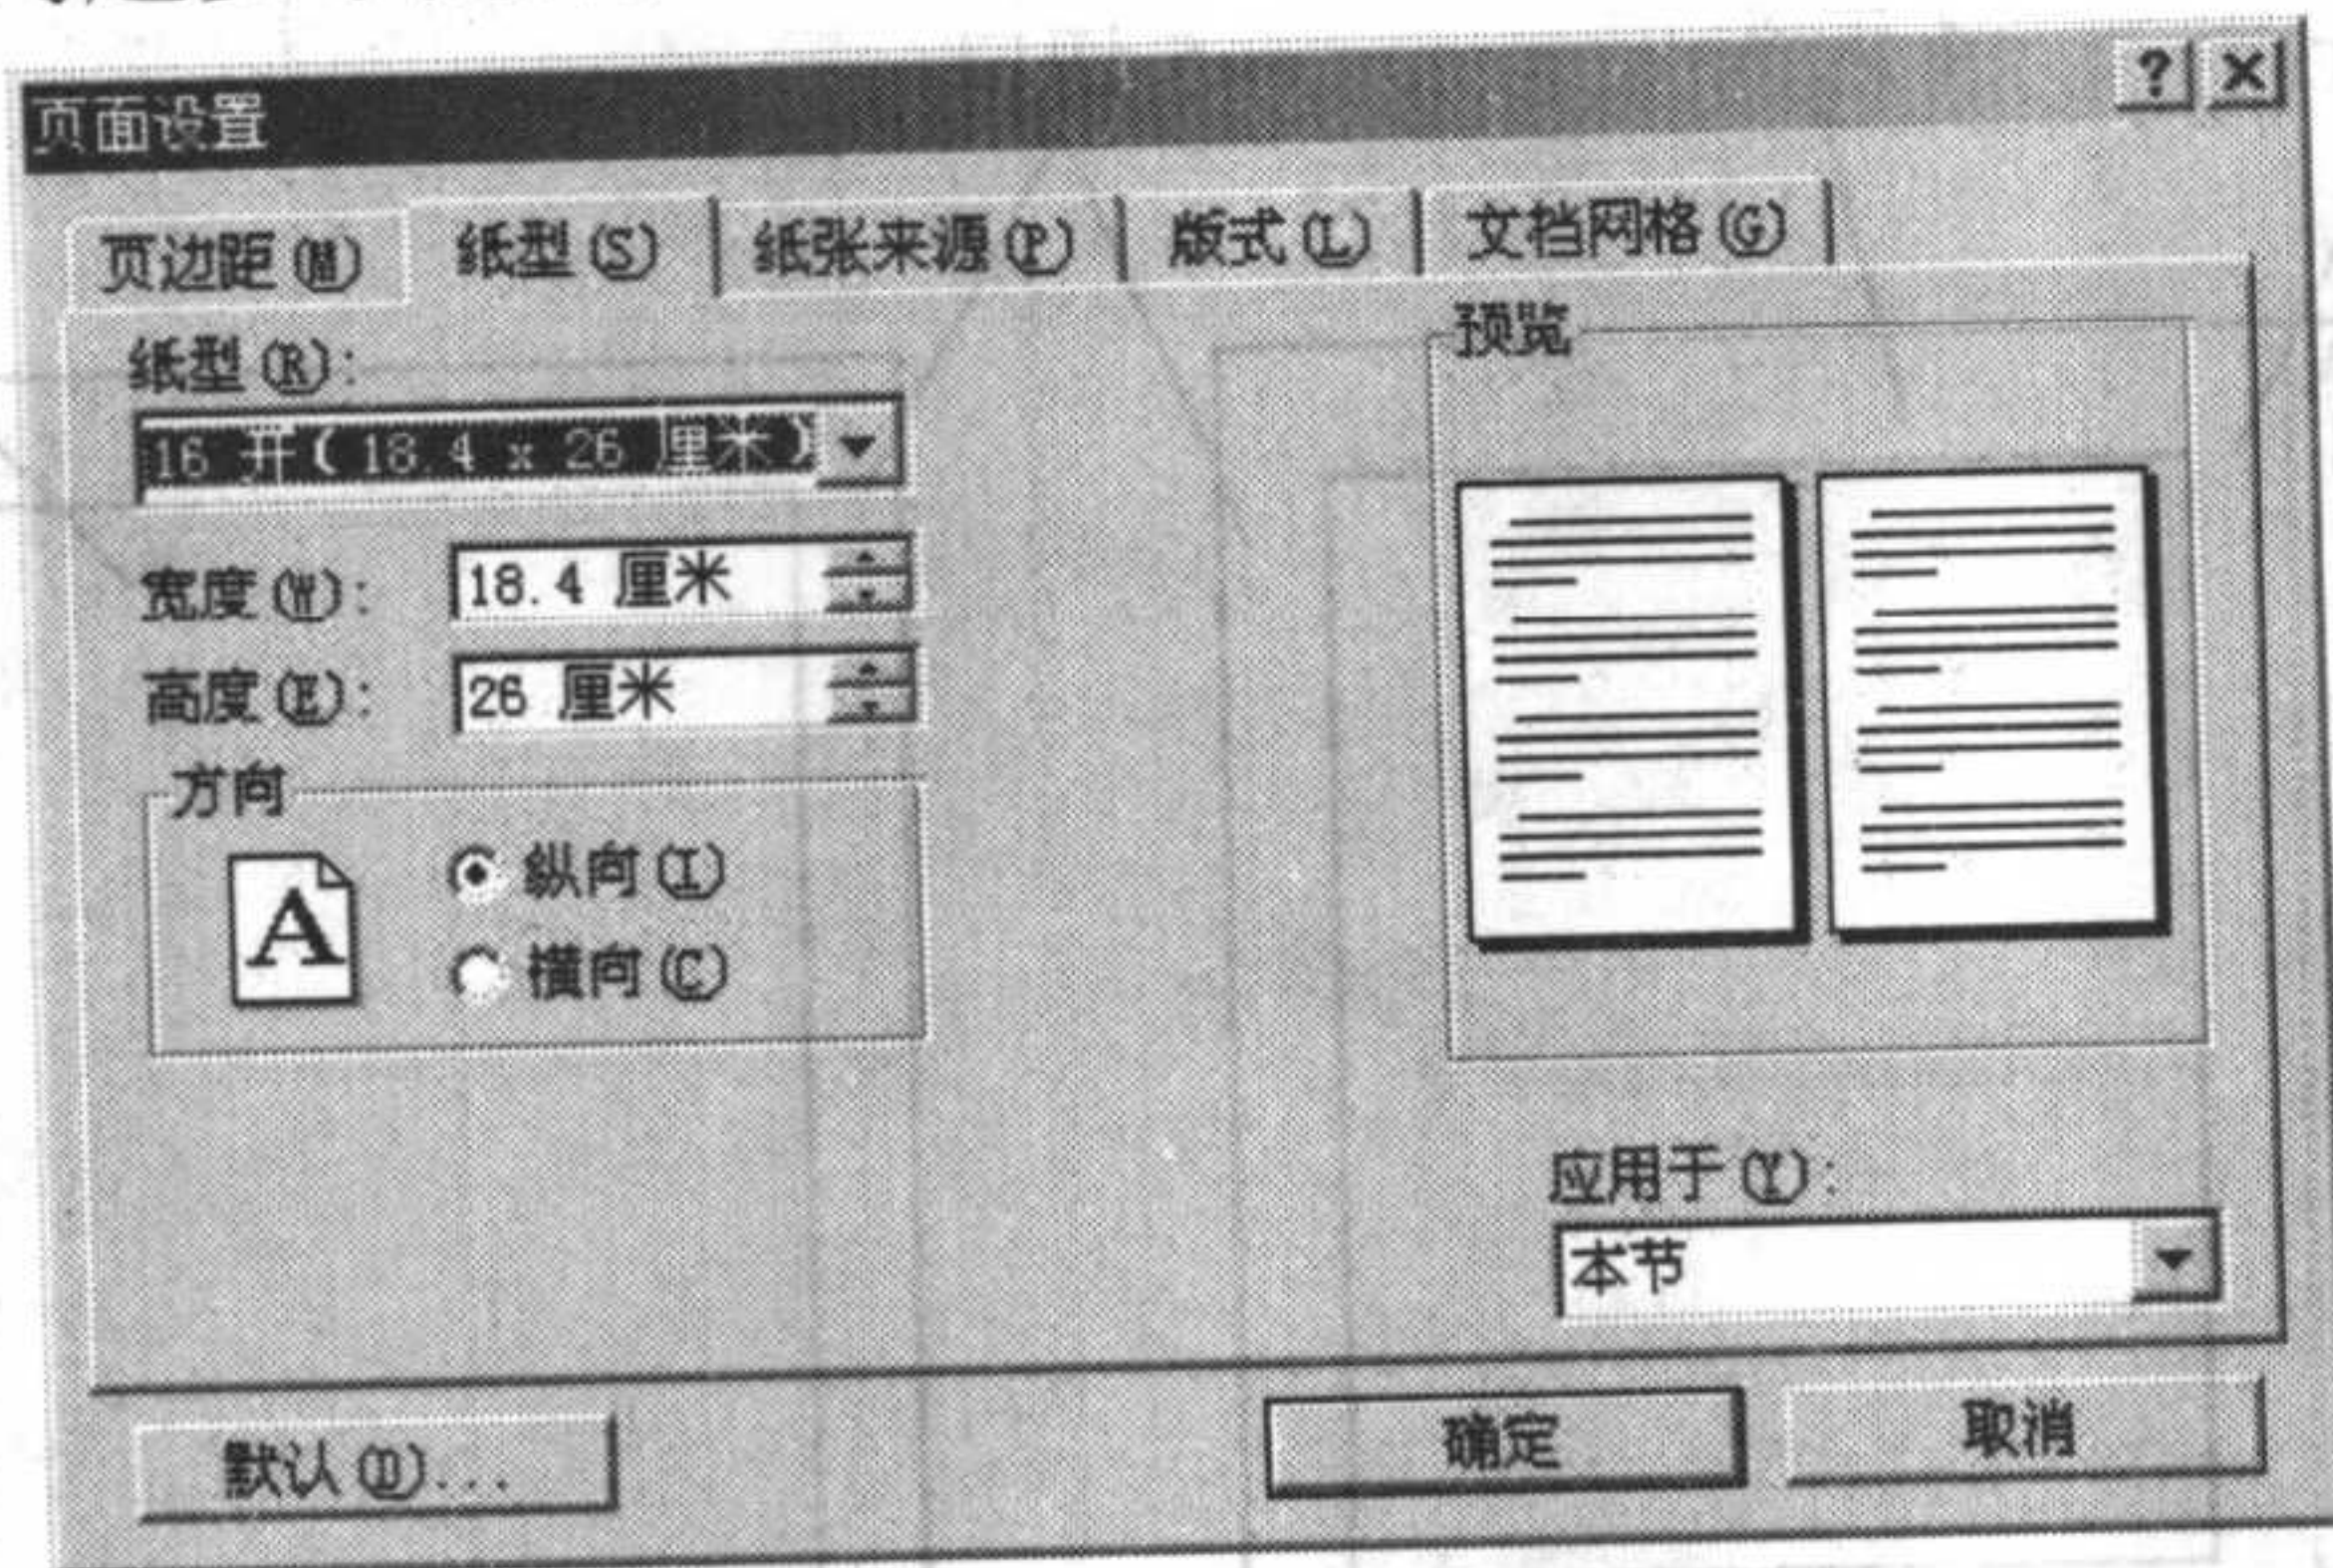 页面设置
页边距(M) 纸型(S) 纸张来源(P) 版式(L) 文档网格(G)
纸型(R):
16 开(18.4 x 26 厘米)
宽度(W): 18.4 厘米
高度(E): 26 厘米
方向
A
纵向(I)
横向(C)
预览
应用于(Y):
本节
默认(D)... 确定 取消